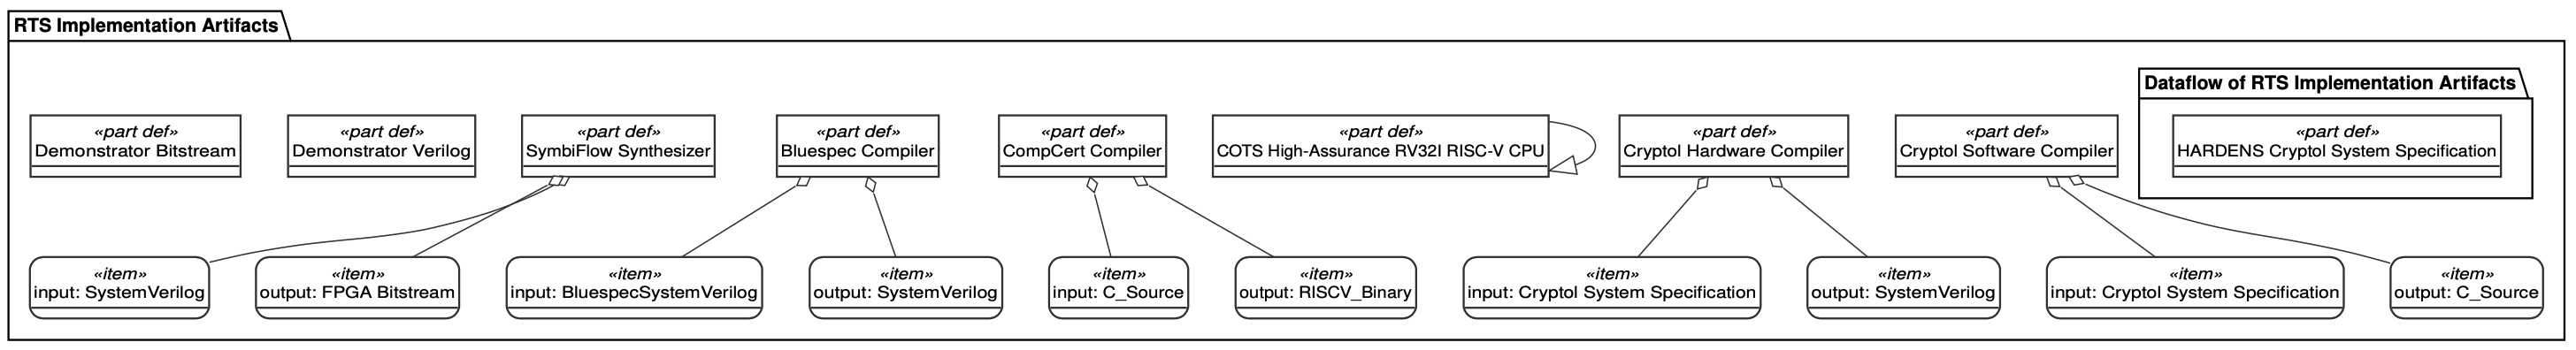 RTS Implementation Artifacts
Dataflow of RTS Implementation Artifacts
«part def»
Demonstrator Bitstream
«part def»
Demonstrator Verilog
«part def»
SymbiFlow Synthesizer
«part def»
Bluespec Compiler
«part def»
CompCert Compiler
«part def»
COTS High-Assurance RV32I RISC-V CPU
«part def»
Cryptol Hardware Compiler
«part def»
Cryptol Software Compiler
«part def»
HARDENS Cryptol System Specification
«item»
input: SystemVerilog
«item»
output: FPGA Bitstream
«item»
input: BluespecSystemVerilog
«item»
output: SystemVerilog
«item»
input: C_Source
«item»
output: RISCV_Binary
«item»
input: Cryptol System Specification
«item»
output: SystemVerilog
«item»
input: Cryptol System Specification
«item»
output: C_Source